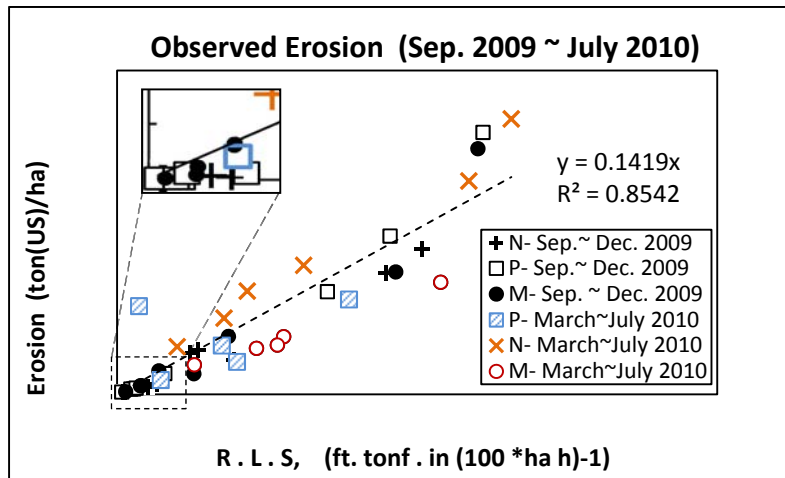 Observed Erosion (Sep. 2009 ~ July 2010)
y = 0.1419x
R² = 0.8542
N- Sep.~ Dec. 2009
P- Sep.~ Dec. 2009
M- Sep. ~ Dec. 2009
P- March~July 2010
N- March~July 2010
M- March~July 2010
Erosion (ton(US)/ha)
R . L . S, (ft. tonf . in (100 *ha h)-1)